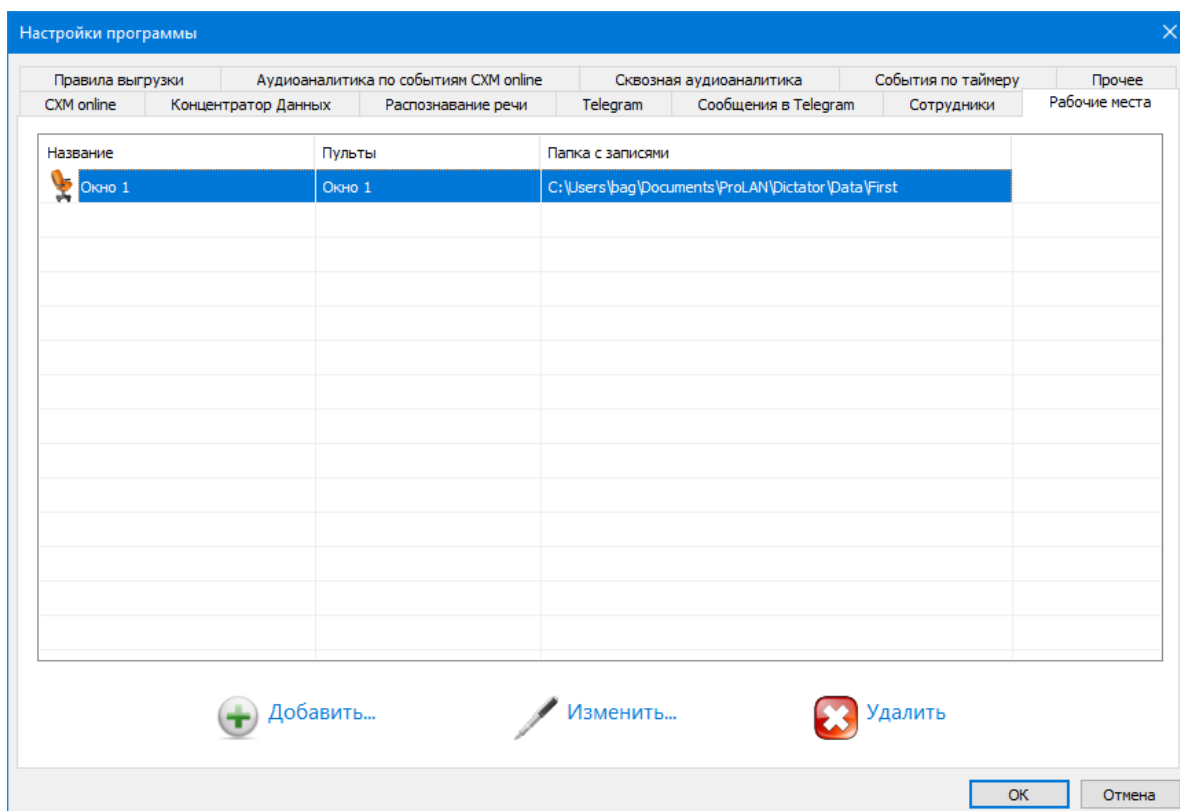 Настройки программы
Правила выгрузки Аудиоаналитика по событиям CXM online Сквозная аудиоаналитика События по таймеру Прочее
CXM online Концентратор Данных Распознавание речи Telegram Сообщения в Telegram Сотрудники Рабочие места
Название Пульты Папка с записями
Окно 1 Окно 1 C:\Users\bag\Documents\ProLAN\Dictator\Data\First
Добавить... Изменить... Удалить
OK Отмена